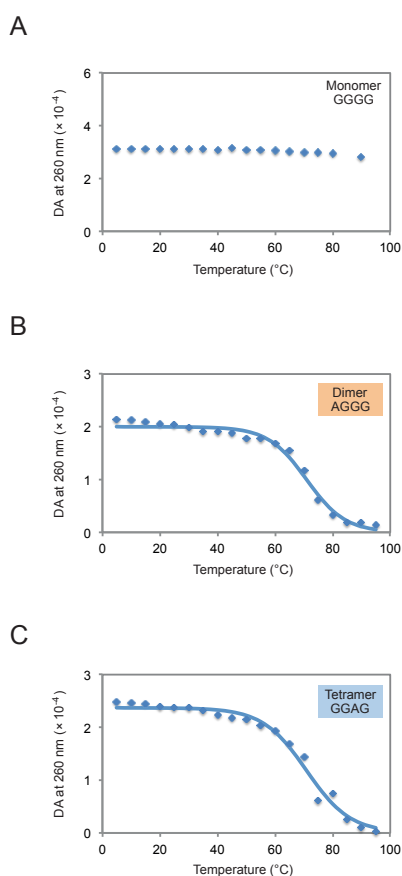 A
6
Monomer
GGGG
4
2
0
0 20 40 60 80 100
DA at 260 nm (× 10⁻⁴)
Temperature (°C)
B
3
Dimer
AGGG
2
1
0
0 20 40 60 80 100
DA at 260 nm (× 10⁻⁴)
Temperature (°C)
C
3
Tetramer
GGAG
2
1
0
0 20 40 60 80 100
DA at 260 nm (× 10⁻⁴)
Temperature (°C)